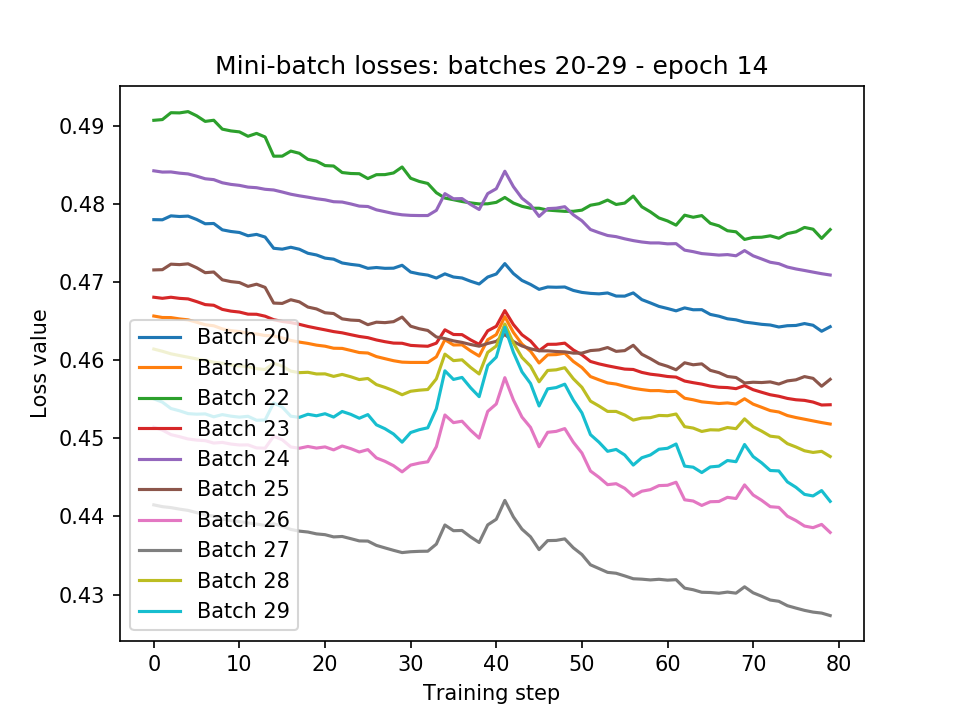 Mini-batch losses: batches 20-29 - epoch 14
0.49
0.48
0.47
0.46
0.45
0.44
0.43
Loss value
Batch 20
Batch 21
Batch 22
Batch 23
Batch 24
Batch 25
Batch 26
Batch 27
Batch 28
Batch 29
0 10 20 30 40 50 60 70 80
Training step